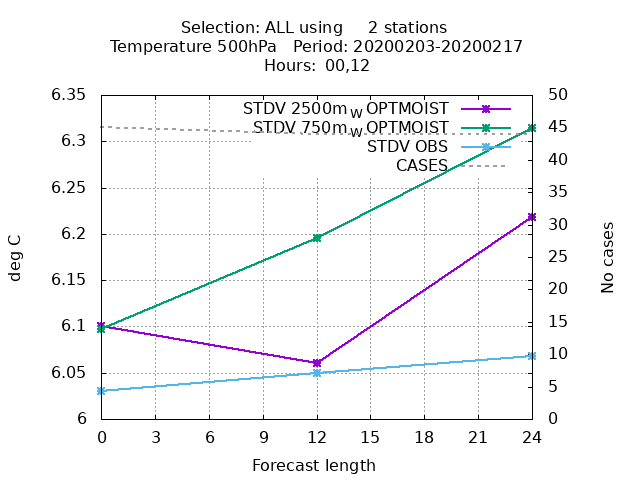 Selection: ALL using     2 stations
Temperature 500hPa   Period: 20200203-20200217
Hours: 00,12
STDV 2500m_W OPTMOIST
STDV 750m_W OPTMOIST
STDV OBS
CASES
6.35
6.3
6.25
6.2
6.15
6.1
6.05
6
deg C
50
45
40
35
30
25
20
15
10
5
0
No cases
0 3 6 9 12 15 18 21 24
Forecast length